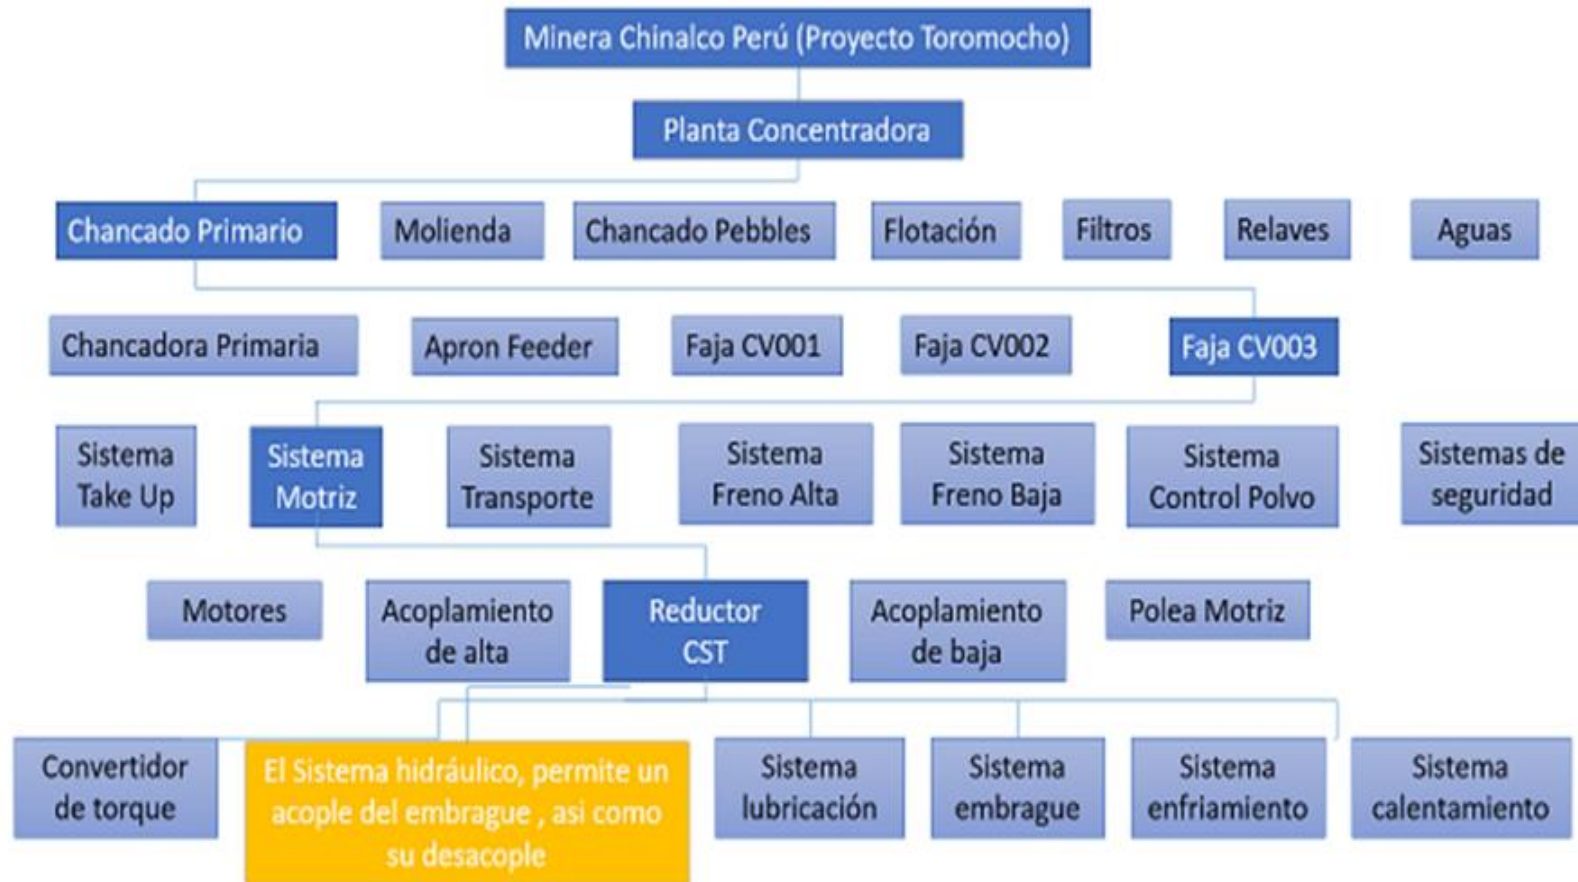 Minera Chinalco Perú (Proyecto Toromocho)
Planta Concentradora
Chancado Primario
Molienda
Chancado Pebbles
Flotación
Filtros
Relaves
Aguas
Chancadora Primaria
Apron Feeder
Faja CV001
Faja CV002
Faja CV003
Sistema
Take Up
Sistema
Motriz
Sistema
Transporte
Sistema
Freno Alta
Sistema
Freno Baja
Sistema
Control Polvo
Sistemas de
seguridad
Motores
Acoplamiento
de alta
Reductor
CST
Acoplamiento
de baja
Polea Motriz
Convertidor
de torque
El Sistema hidráulico, permite un
acople del embrague , asi como
su desacople
Sistema
lubricación
Sistema
embrague
Sistema
enfriamiento
Sistema
calentamiento